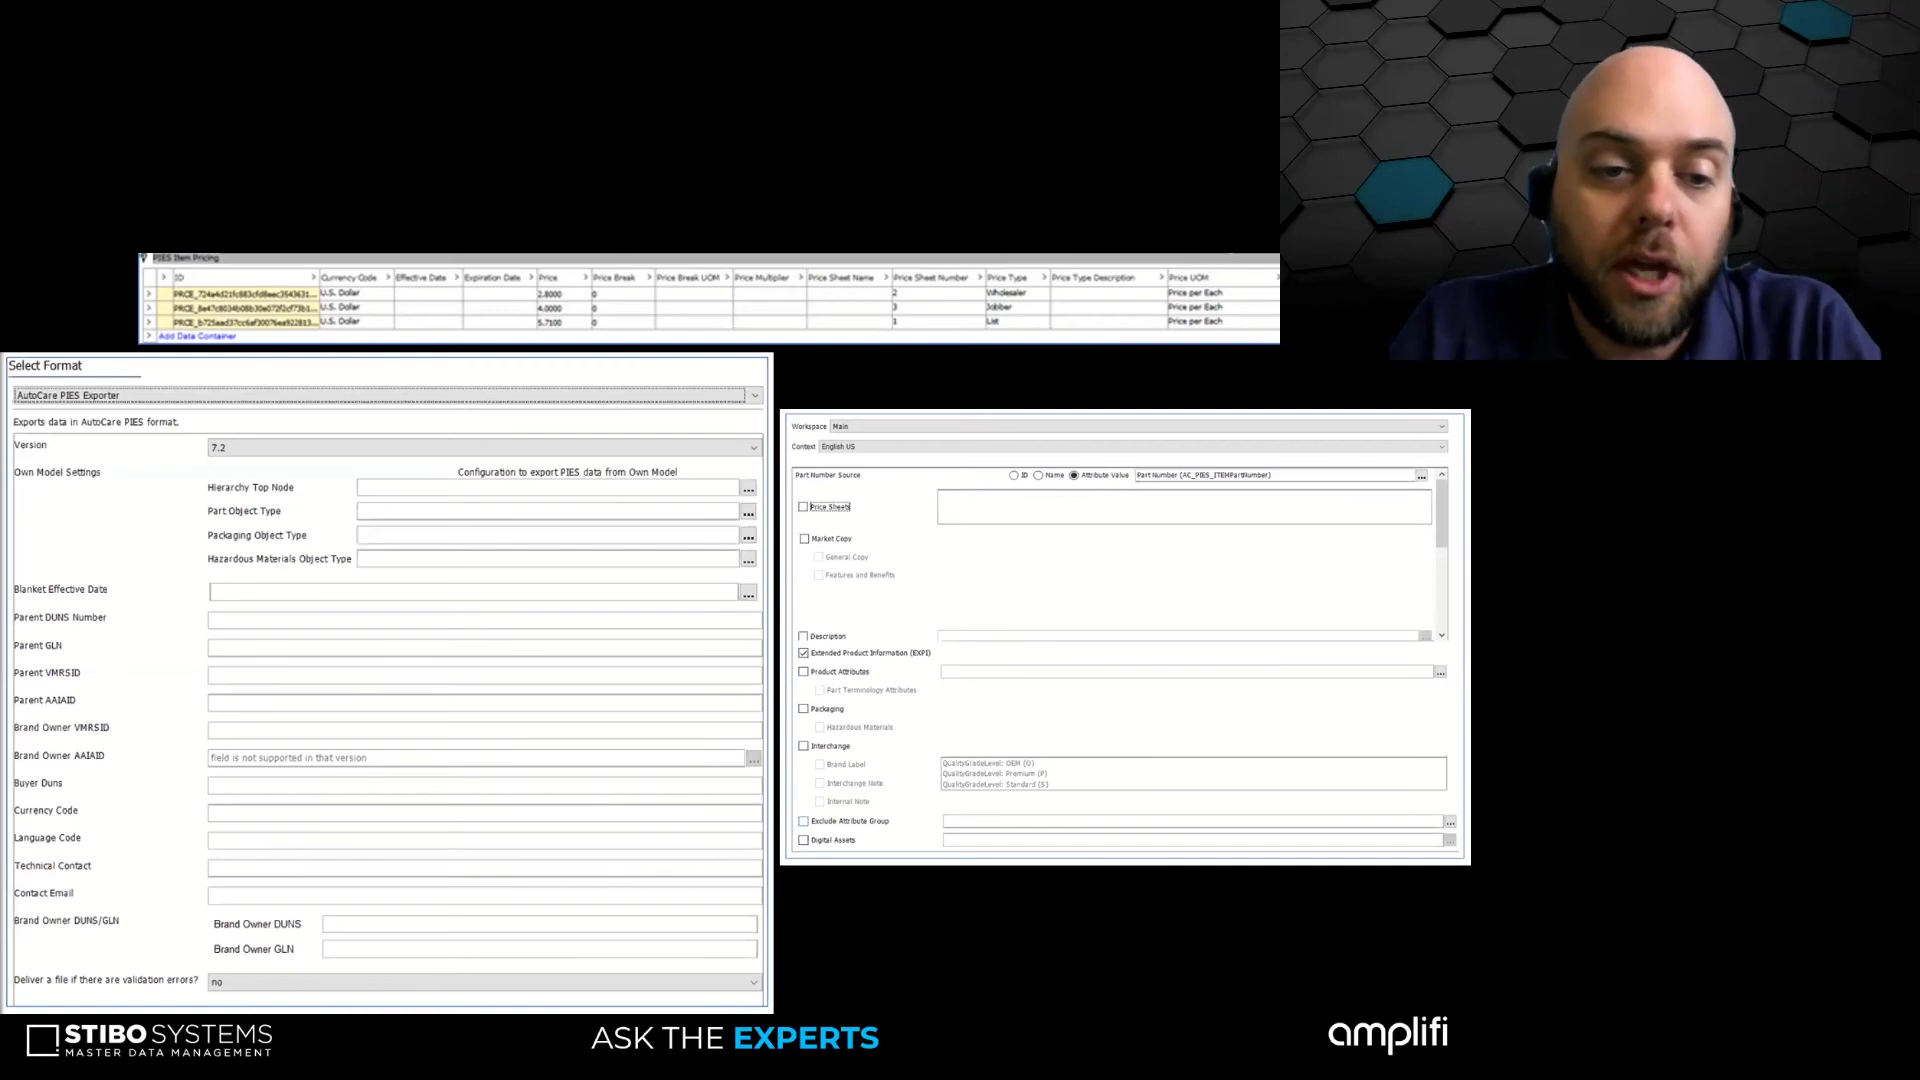 PIES Item Pricing
ID Currency Code Effective Date Expiration Date Price Price Break Price Break UOM Price Multiplier Price Sheet Name Price Sheet Number Price Type Price Type Description Price UOM
U.S. Dollar 2.8000 0 2 Wholesaler Price per Each
U.S. Dollar 4.0000 0 3 Jobber Price per Each
U.S. Dollar 5.7100 0 1 List Price per Each
Add Data Container
Select Format
AutoCare PIES Exporter
Exports data in AutoCare PIES format.
Version 7.2
Own Model Settings Configuration to export PIES data from Own Model
Hierarchy Top Node ...
Part Object Type ...
Packaging Object Type ...
Hazardous Materials Object Type ...
Blanket Effective Date ...
Parent DUNS Number
Parent GLN
Parent VMRSID
Parent AAIAID
Brand Owner VMRSID
Brand Owner AAIAID field is not supported in that version ...
Buyer Duns
Currency Code
Language Code
Technical Contact
Contact Email
Brand Owner DUNS/GLN Brand Owner DUNS
Brand Owner GLN
Deliver a file if there are validation errors? no
Workspace Main
Context English US
Part Number Source ID Name Attribute Value Part Number (AC_PIES_ITEMPartNumber) ...
Price Sheets
Market Copy
General Copy
Features and Benefits
Description ...
Extended Product Information (EXPI)
Product Attributes ...
Part Terminology Attributes
Packaging
Hazardous Materials
Interchange
Brand Label QualityGradeLevel: OEM (O)
QualityGradeLevel: Premium (P)
Interchange Note QualityGradeLevel: Standard (S)
Internal Note
Exclude Attribute Group ...
Digital Assets ...
STIBO SYSTEMS
MASTER DATA MANAGEMENT
ASK THE EXPERTS
amplifi